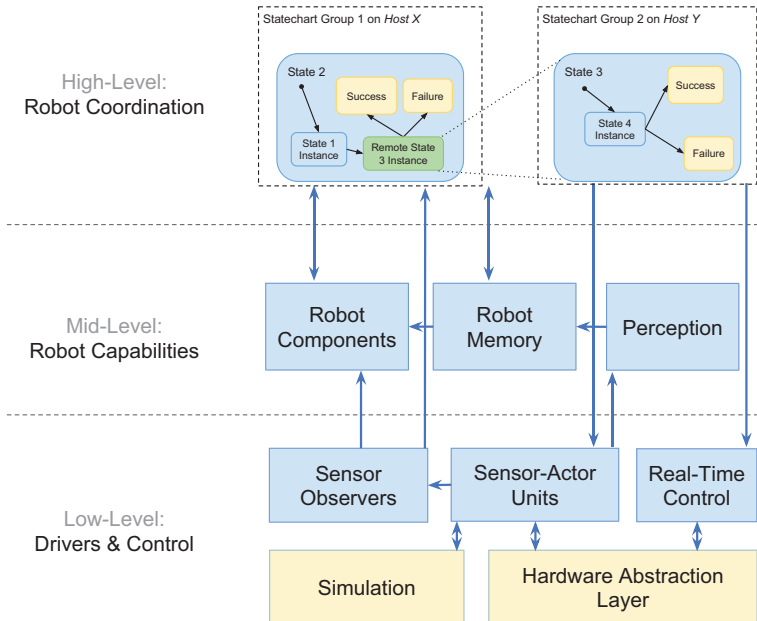 Statechart Group 1 on Host X
Statechart Group 2 on Host Y
High-Level:
Robot Coordination
State 2
Success
Failure
State 1
Instance
Remote State
3 Instance
State 3
Success
State 4
Instance
Failure
Mid-Level:
Robot Capabilities
Robot
Components
Robot
Memory
Perception
Low-Level:
Drivers & Control
Sensor
Observers
Sensor-Actor
Units
Real-Time
Control
Simulation
Hardware Abstraction
Layer